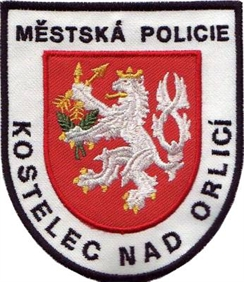 MĚSTSKÁ POLICIE
KOSTELEC NAD ORLICÍ